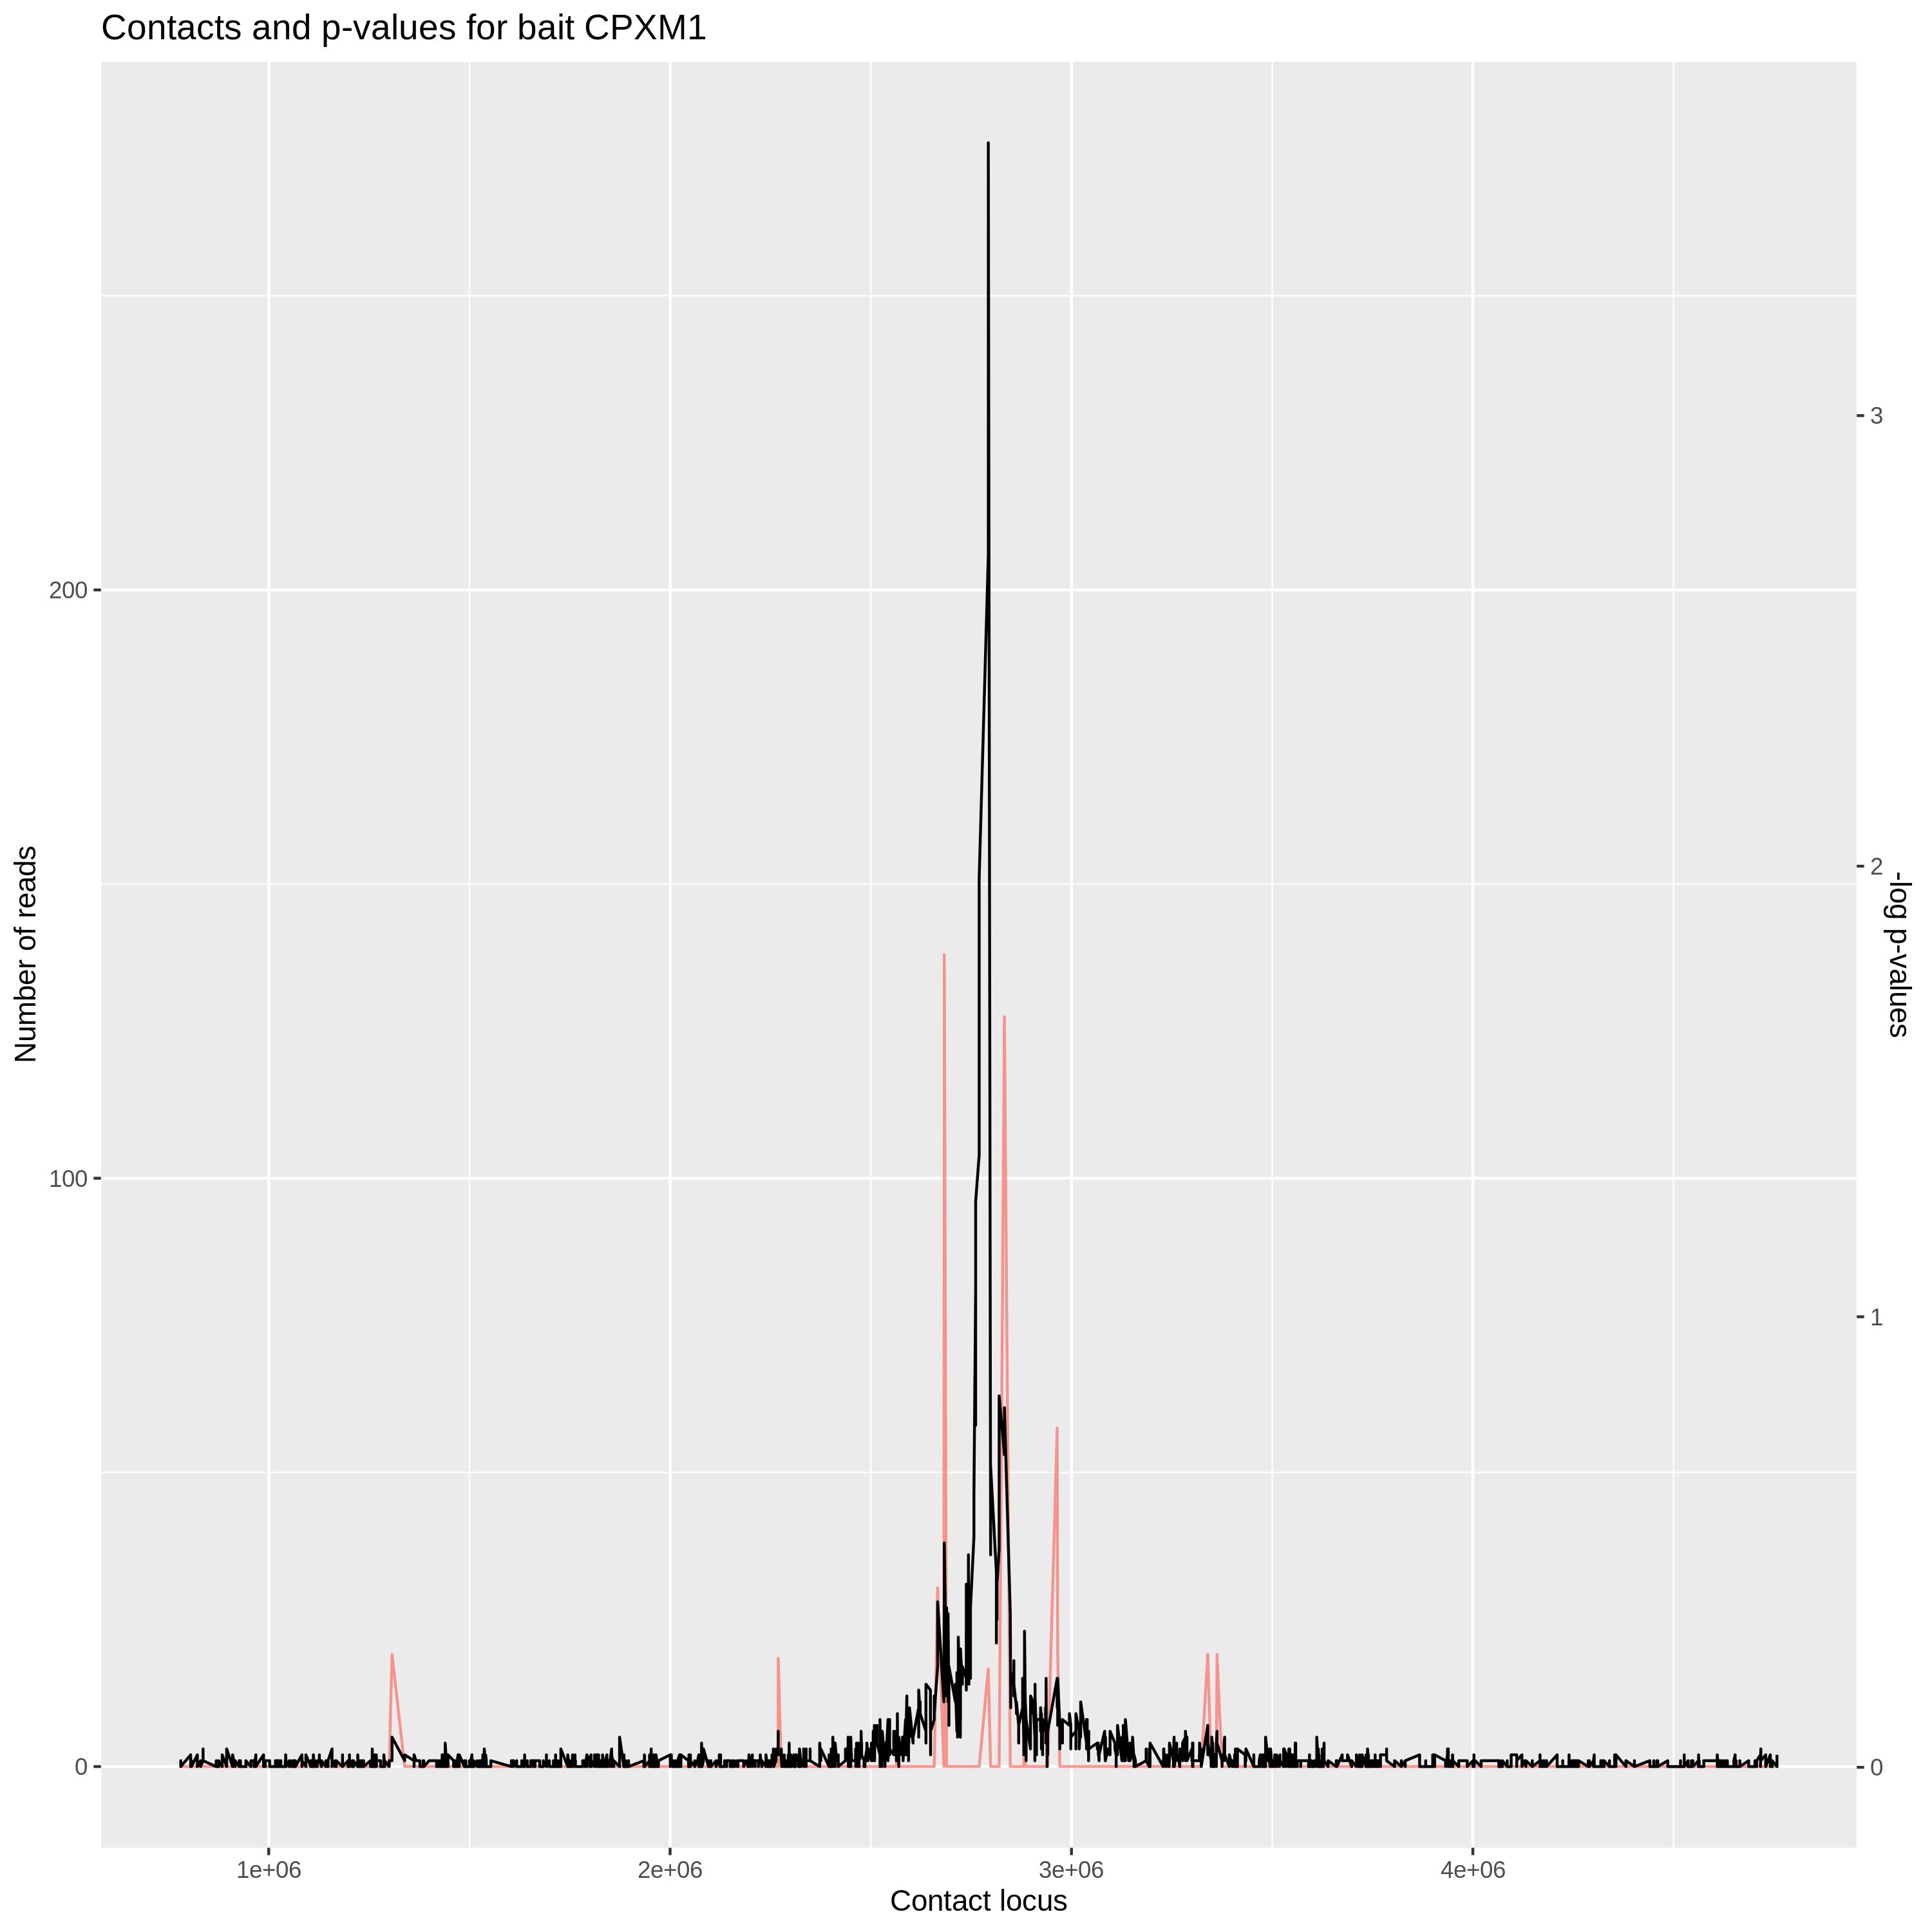 Contacts and p-values for bait CPXM1
Number of reads
200
100
0
3
2
1
0
-log p-values
1e+06
2e+06
3e+06
4e+06
Contact locus